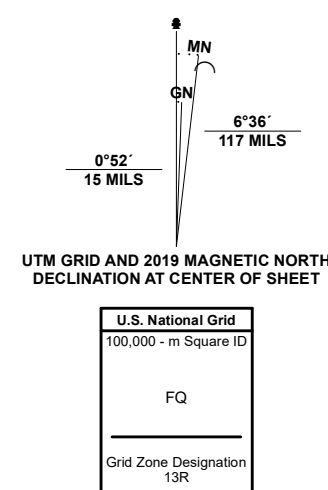 MN
GN
6°36´
117 MILS
0°52´
15 MILS
UTM GRID AND 2019 MAGNETIC NORTH
DECLINATION AT CENTER OF SHEET
U.S. National Grid
100,000 - m Square ID
FQ
Grid Zone Designation
13R